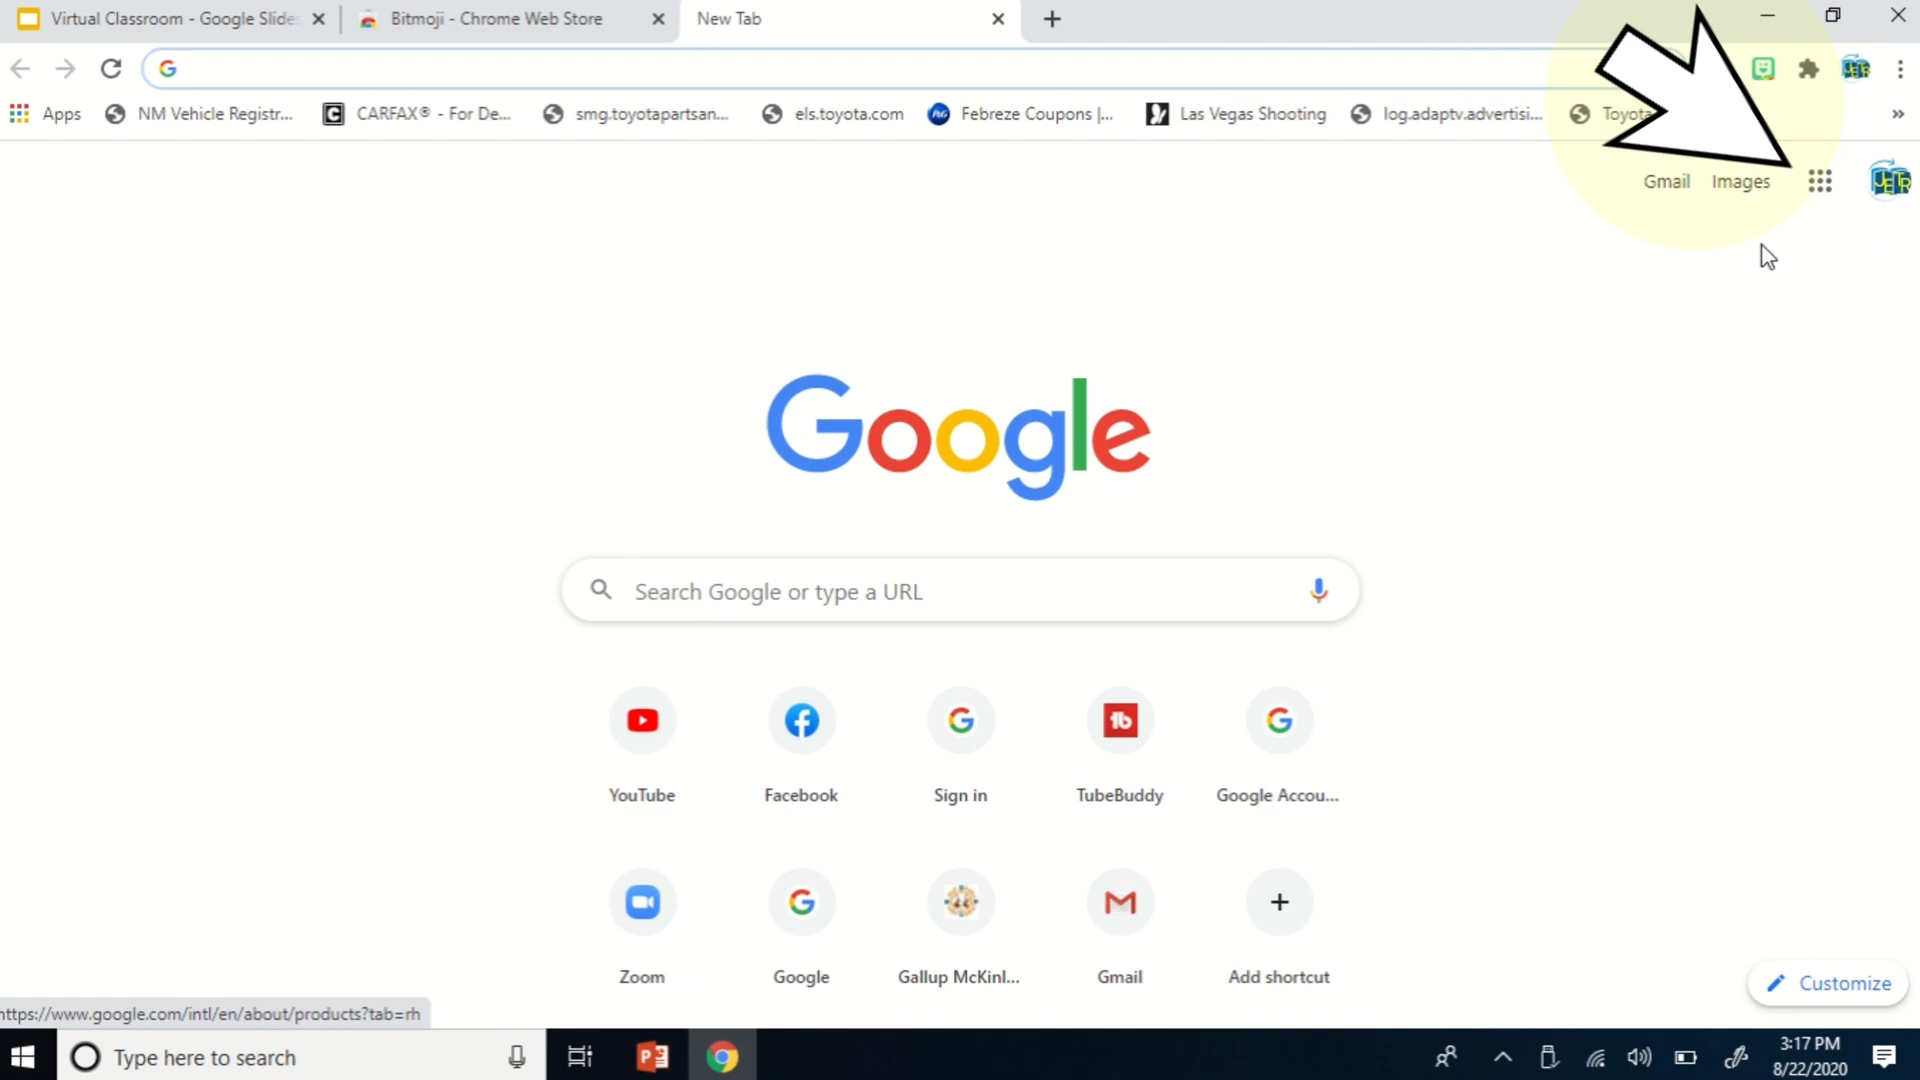 Virtual Classroom - Google Slides
Bitmoji - Chrome Web Store
New Tab
Apps
NM Vehicle Registr...
CARFAX® - For De...
smg.toyotapartsan...
els.toyota.com
Febreze Coupons |...
Las Vegas Shooting
log.adaptv.advertisi...
Toyota
Gmail
Images
Google
Search Google or type a URL
YouTube
Facebook
Sign in
TubeBuddy
Google Accou...
Zoom
Google
Gallup McKinl...
Gmail
Add shortcut
Customize
https://www.google.com/intl/en/about/products?tab=rh
Type here to search
3:17 PM
8/22/2020